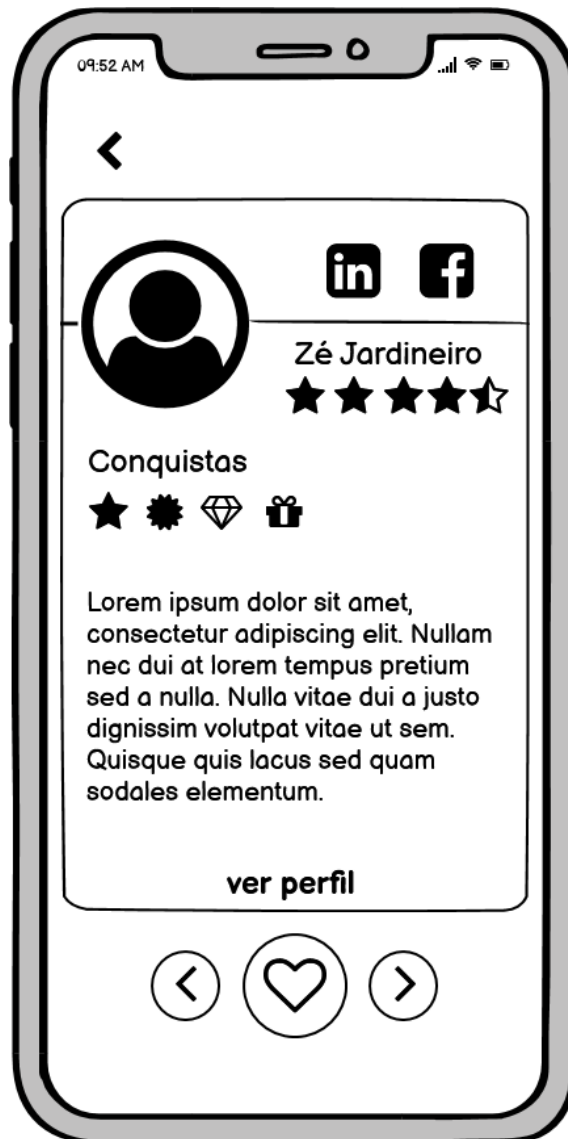 09:52 AM
in f
Zé Jardineiro
Conquistas
Lorem ipsum dolor sit amet,
consectetur adipiscing elit. Nullam
nec dui at lorem tempus pretium
sed a nulla. Nulla vitae dui a justo
dignissim volutpat vitae ut sem.
Quisque quis lacus sed quam
sodales elementum.
ver perfil